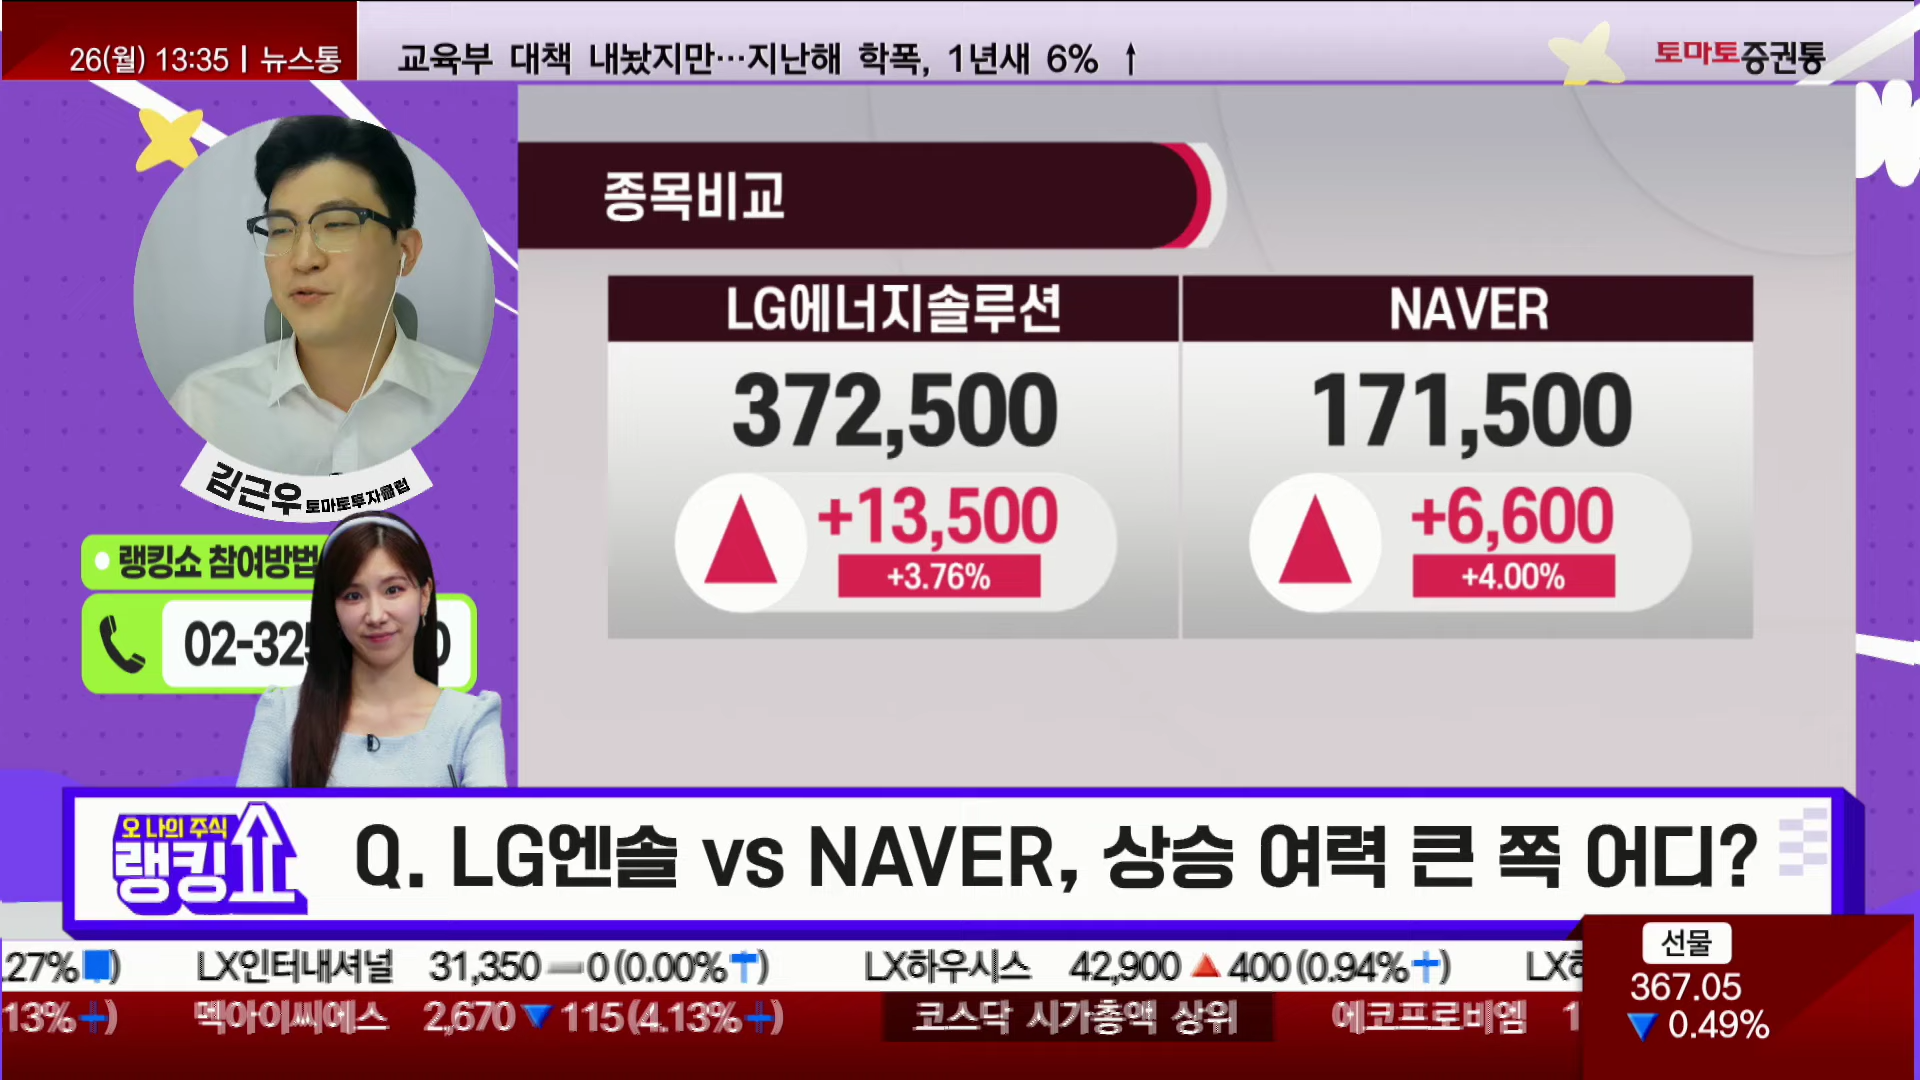 26(월) 13:35 | 뉴스통
교육부 대책 내놨지만…지난해 학폭, 1년새 6% ↑
토마토증권통
종목비교
LG에너지솔루션
NAVER
372,500
171,500
▲ +13,500
+3.76%
▲ +6,600
+4.00%
김근우 토마토투자클럽
랭킹쇼 참여방법
02-32
0
오 나의 주식
랭킹쇼
Q. LG엔솔 vs NAVER, 상승 여력 큰 쪽 어디?
.27% )
LX인터내셔널 31,350 0 (0.00% )
LX하우시스 42,900 ▲ 400 (0.94% )
13% )
멕아이씨에스 2,670 ▼ 115 (4.13% )
코스닥 시가총액 상위
에코프로비엠
선물
367.05
▼ 0.49%